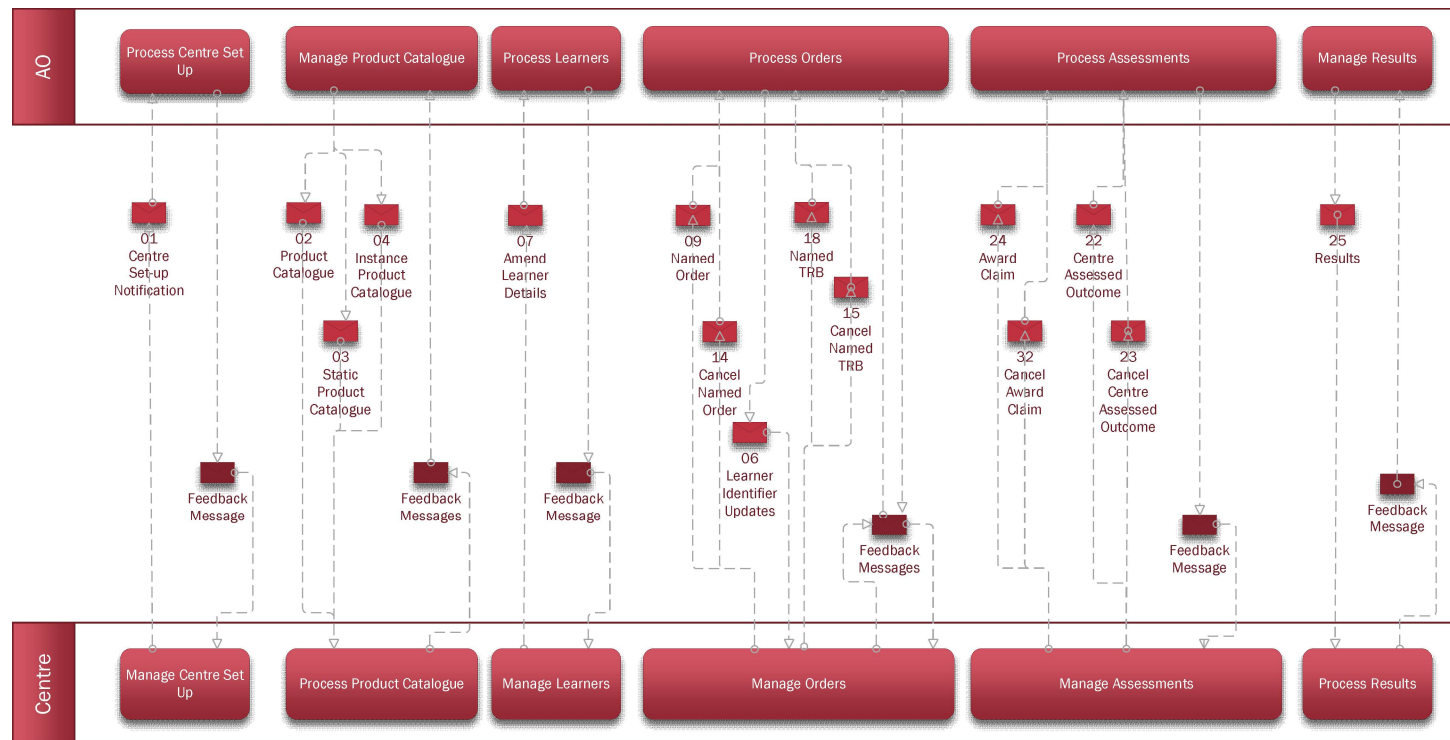 AO
Process Centre Set
Up
Manage Product Catalogue
Process Learners
Process Orders
Process Assessments
Manage Results
01
Centre
Set-up
Notification
02
Product
Catalogue
04
Instance
Product
Catalogue
03
Static
Product
Catalogue
07
Amend
Learner
Details
09
Named
Order
14
Cancel
Named
Order
06
Learner
Identifier
Updates
18
Named
TRB
15
Cancel
Named
TRB
24
Award
Claim
32
Cancel
Award
Claim
22
Centre
Assessed
Outcome
23
Cancel
Centre
Assessed
Outcome
25
Results
Feedback
Message
Feedback
Messages
Feedback
Message
Feedback
Messages
Feedback
Message
Feedback
Message
Centre
Manage Centre Set
Up
Process Product Catalogue
Manage Learners
Manage Orders
Manage Assessments
Process Results